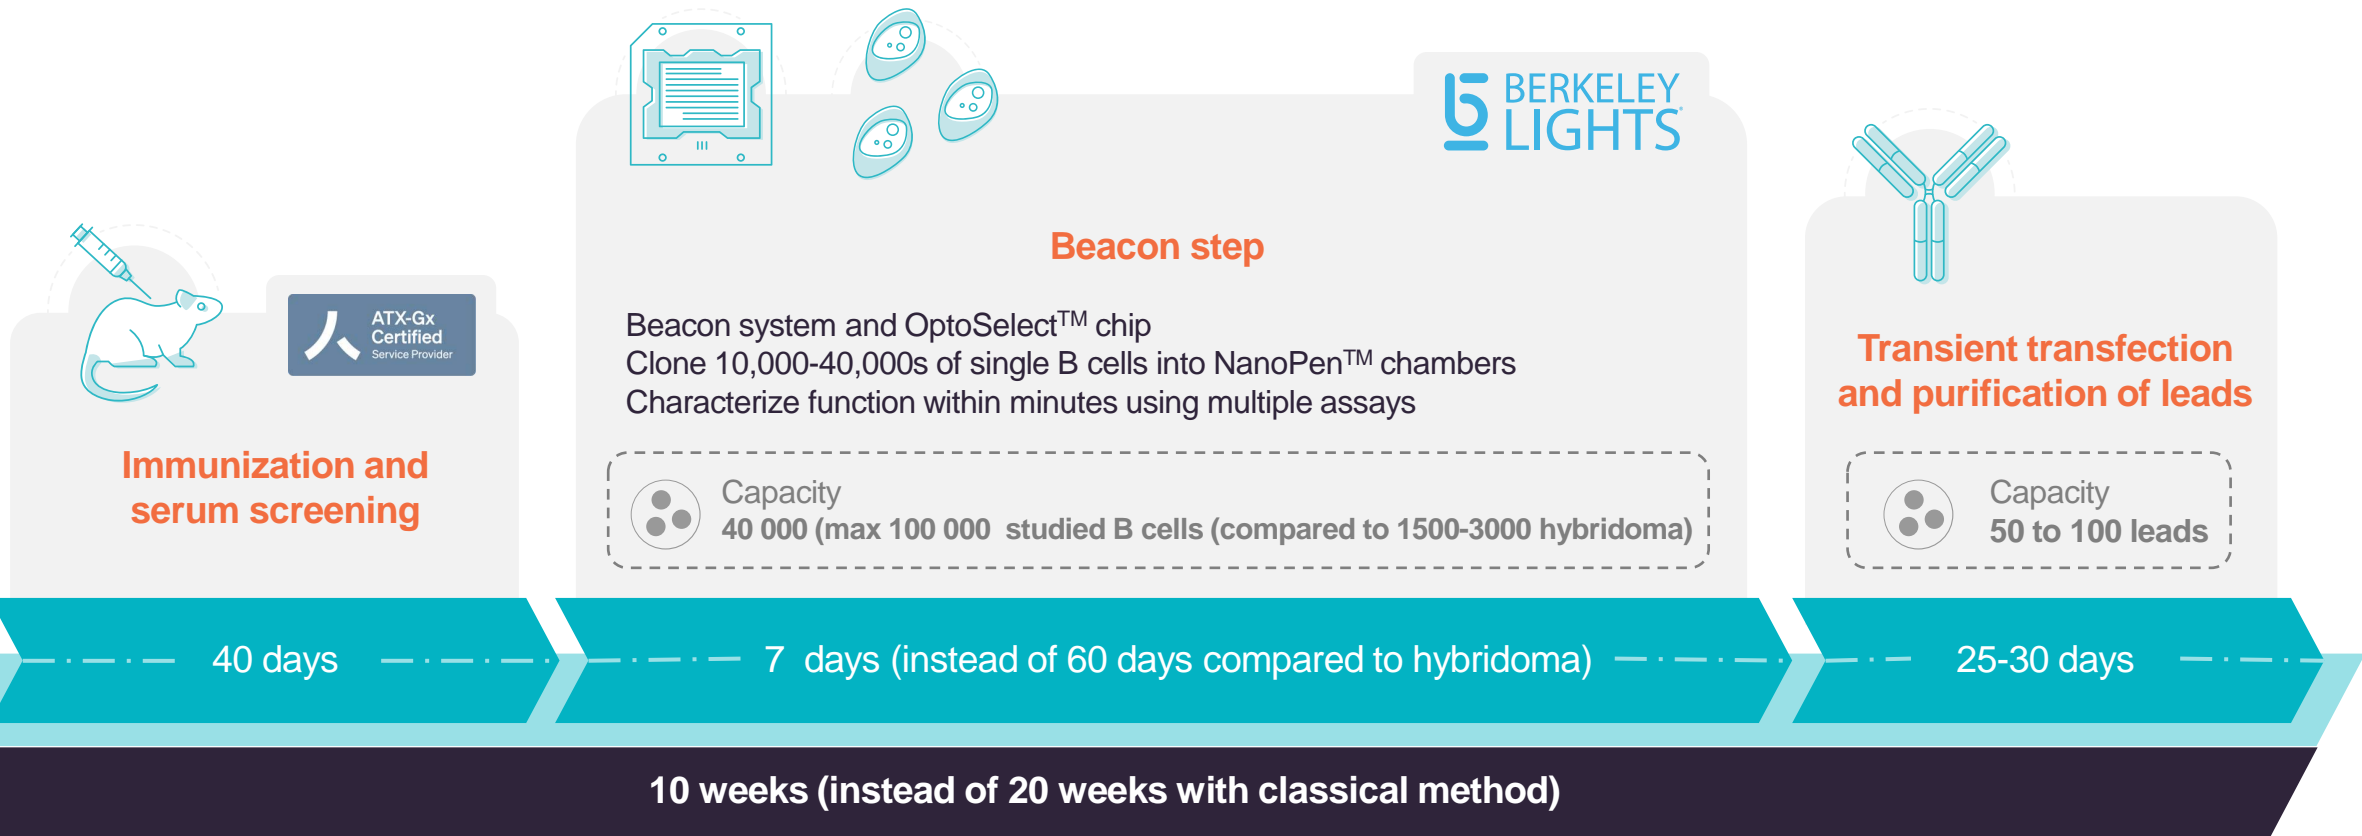 BERKELEY
LIGHTS®
ATX-Gx
Certified
Service Provider
Immunization and
serum screening
Beacon step
Beacon system and OptoSelect™ chip
Clone 10,000-40,000s of single B cells into NanoPen™ chambers
Characterize function within minutes using multiple assays
Capacity
40 000 (max 100 000  studied B cells (compared to 1500-3000 hybridoma)
Transient transfection
and purification of leads
Capacity
50 to 100 leads
40 days
7  days (instead of 60 days compared to hybridoma)
25-30 days
10 weeks (instead of 20 weeks with classical method)